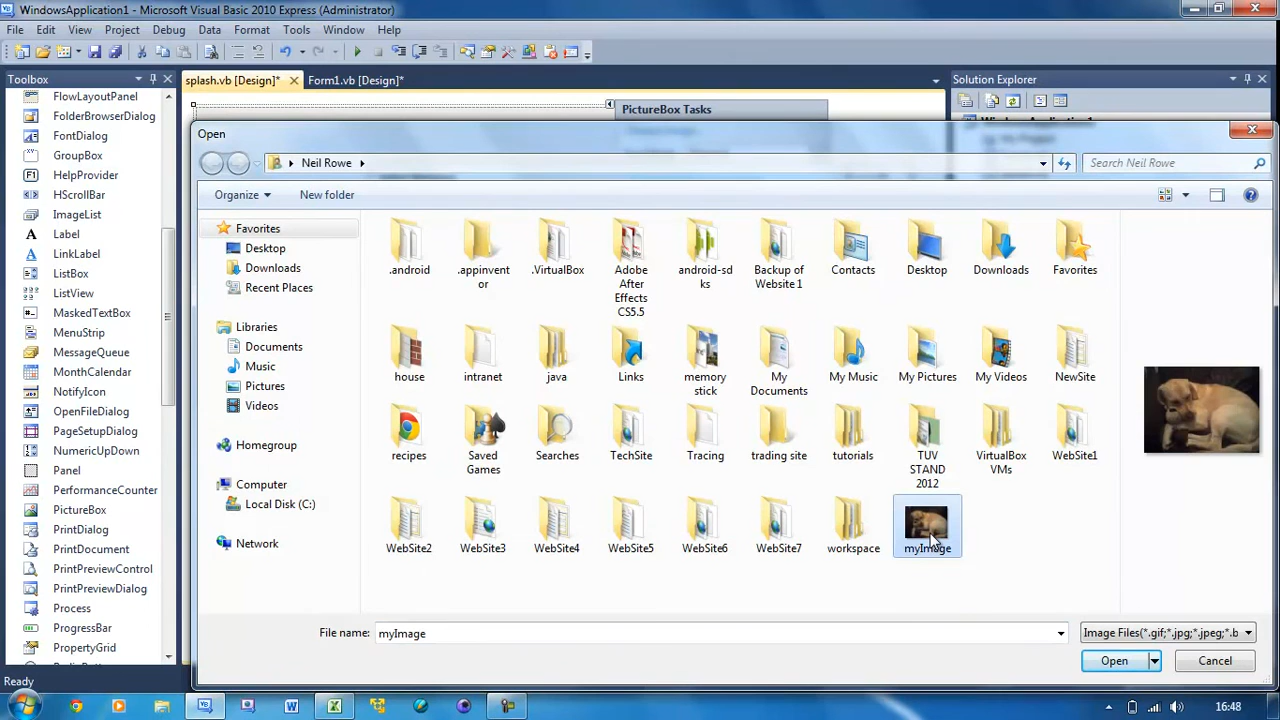 WindowsApplication1 - Microsoft Visual Basic 2010 Express (Administrator)
File Edit View Project Debug Data Format Tools Window Help
Toolbox
splash.vb [Design]* Form1.vb [Design]*
Solution Explorer
FlowLayoutPanel
FolderBrowserDialog
FontDialog
GroupBox
HelpProvider
HScrollBar
ImageList
Label
LinkLabel
ListBox
ListView
MaskedTextBox
MenuStrip
MessageQueue
MonthCalendar
NotifyIcon
OpenFileDialog
PageSetupDialog
NumericUpDown
Panel
PerformanceCounter
PictureBox
PrintDialog
PrintDocument
PrintPreviewControl
PrintPreviewDialog
Process
ProgressBar
PropertyGrid
PictureBox Tasks
Open
Neil Rowe
Search Neil Rowe
Organize New folder
Favorites
Desktop
Downloads
Recent Places
Libraries
Documents
Music
Pictures
Videos
Homegroup
Computer
Local Disk (C:)
Network
.android
.appinvent
or
.VirtualBox
Adobe
After
Effects
CS5.5
android-sd
ks
Backup of
Website 1
Contacts
Desktop
Downloads
Favorites
house
intranet
java
Links
memory
stick
My
Documents
My Music
My Pictures
My Videos
NewSite
recipes
Saved
Games
Searches
TechSite
Tracing
trading site
tutorials
TUV
STAND
2012
VirtualBox
VMs
WebSite1
WebSite2
WebSite3
WebSite4
WebSite5
WebSite6
WebSite7
workspace
myImage
File name: myImage
Image Files(*.gif;*.jpg;*.jpeg;*.b
Open Cancel
Ready
16:48